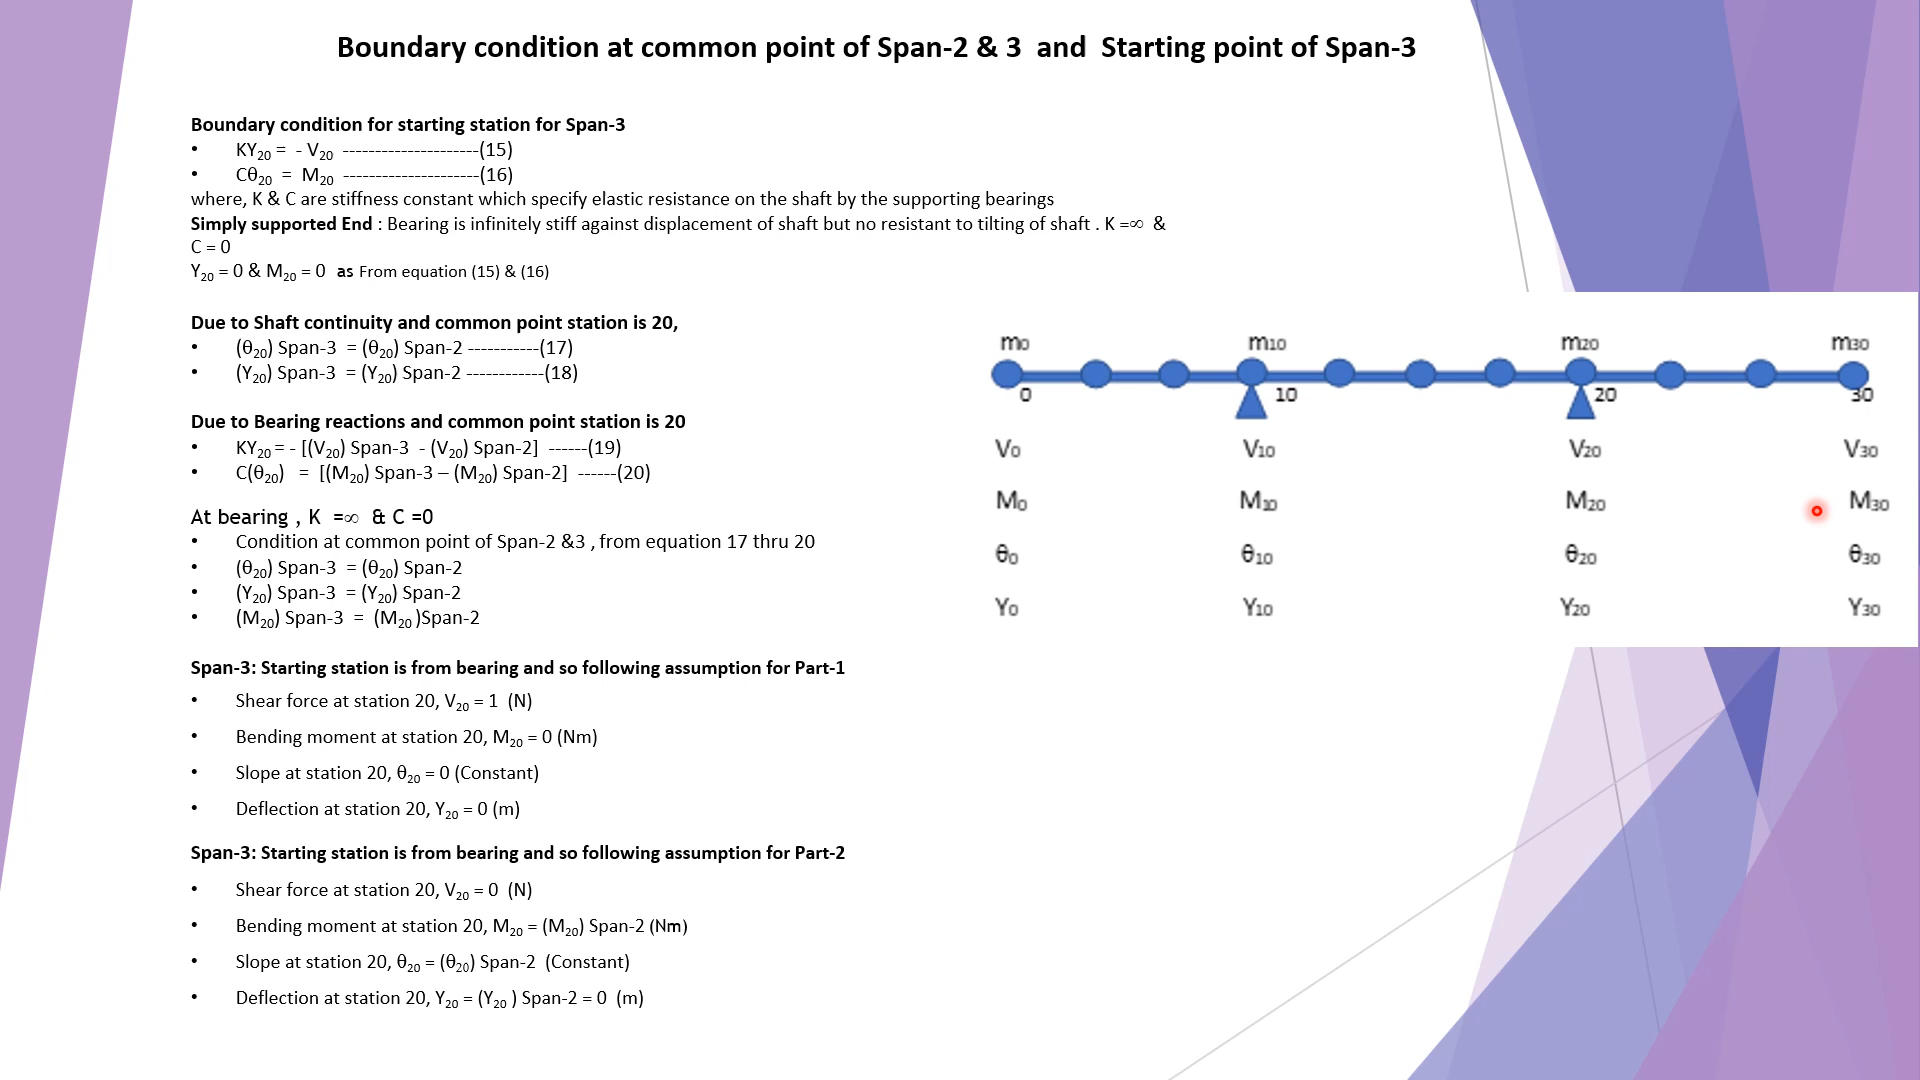 Boundary condition at common point of Span-2 & 3 and Starting point of Span-3
Boundary condition for starting station for Span-3
• KY20 = - V20 ---------------------(15)
• Cθ20 = M20 ---------------------(16)
where, K & C are stiffness constant which specify elastic resistance on the shaft by the supporting bearings
Simply supported End : Bearing is infinitely stiff against displacement of shaft but no resistant to tilting of shaft . K =∞ &
C = 0
Y20 = 0 & M20 = 0 as From equation (15) & (16)
Due to Shaft continuity and common point station is 20,
• (θ20) Span-3 = (θ20) Span-2 -----------(17)
• (Y20) Span-3 = (Y20) Span-2 ------------(18)
Due to Bearing reactions and common point station is 20
• KY20 = - [(V20) Span-3 - (V20) Span-2] ------(19)
• C(θ20) = [(M20) Span-3 – (M20) Span-2] ------(20)
At bearing , K =∞ & C =0
• Condition at common point of Span-2 &3 , from equation 17 thru 20
• (θ20) Span-3 = (θ20) Span-2
• (Y20) Span-3 = (Y20) Span-2
• (M20) Span-3 = (M20 )Span-2
Span-3: Starting station is from bearing and so following assumption for Part-1
• Shear force at station 20, V20 = 1 (N)
• Bending moment at station 20, M20 = 0 (Nm)
• Slope at station 20, θ20 = 0 (Constant)
• Deflection at station 20, Y20 = 0 (m)
Span-3: Starting station is from bearing and so following assumption for Part-2
• Shear force at station 20, V20 = 0 (N)
• Bending moment at station 20, M20 = (M20) Span-2 (Nm)
• Slope at station 20, θ20 = (θ20) Span-2 (Constant)
• Deflection at station 20, Y20 = (Y20 ) Span-2 = 0 (m)
m0 m10 m20 m30
0 10 20 30
V0 V10 V20 V30
M0 M10 M20 M30
θ0 θ10 θ20 θ30
Y0 Y10 Y20 Y30